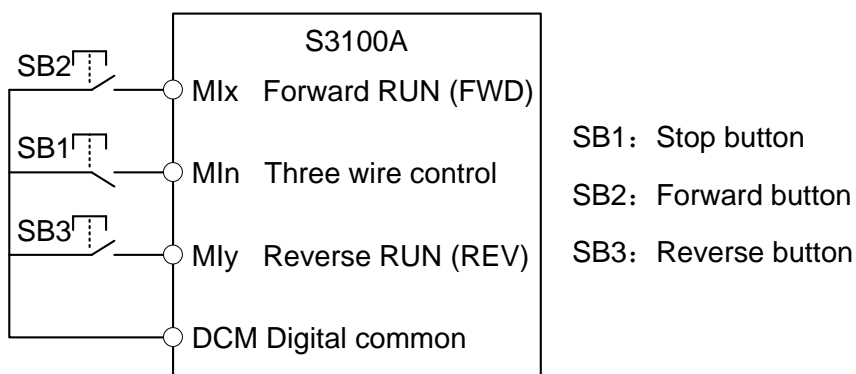 S3100A
SB2
MIx Forward RUN (FWD)
SB1
MIn Three wire control
SB3
MIy Reverse RUN (REV)
DCM Digital common
SB1：Stop button
SB2：Forward button
SB3：Reverse button